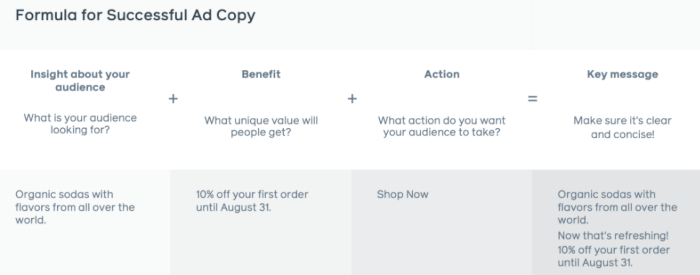 Formula for Successful Ad Copy
Insight about your
audience
What is your audience
looking for?
+
Benefit
What unique value will
people get?
+
Action
What action do you want
your audience to take?
=
Key message
Make sure it's clear
and concise!
Organic sodas with
flavors from all over the
world.
10% off your first order
until August 31.
Shop Now
Organic sodas with
flavors from all over the
world.
Now that's refreshing!
10% off your first order
until August 31.